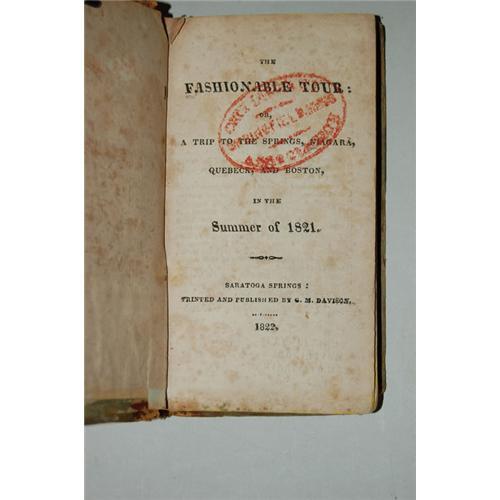 THE
FASHIONABLE TOUR:
OR,
A TRIP TO THE SPRINGS, NIAGARA,
QUEBECK, AND BOSTON,
IN THE
Summer of 1821.
SARATOGA SPRINGS:
PRINTED AND PUBLISHED BY G. M. DAVISON.
1822.